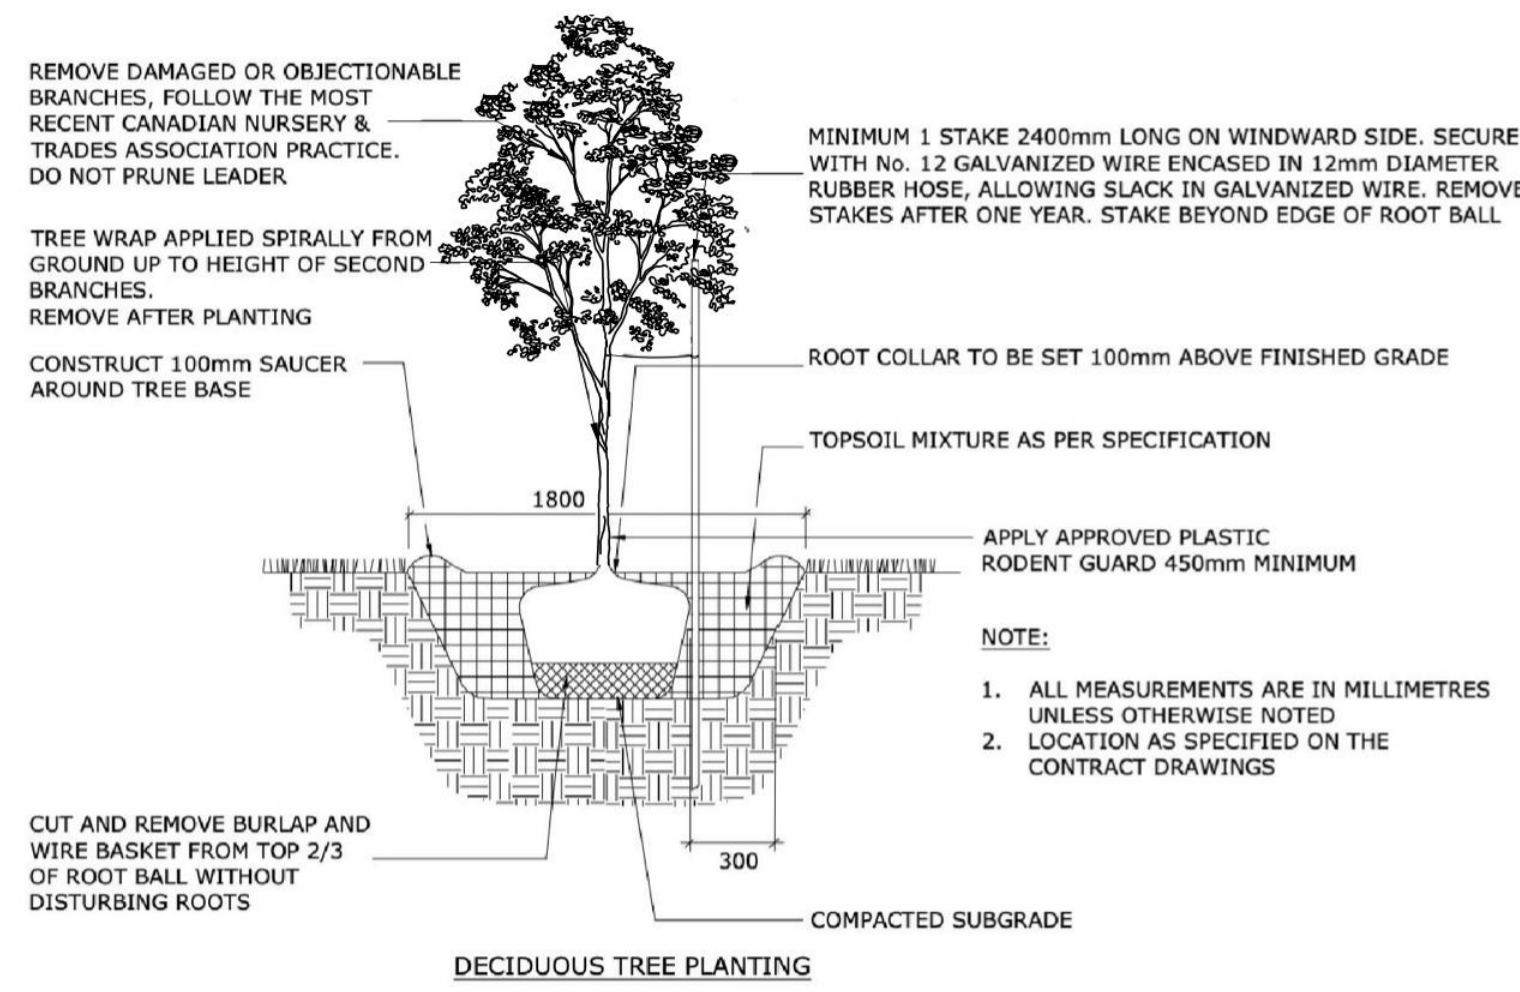 REMOVE DAMAGED OR OBJECTIONABLE
BRANCHES, FOLLOW THE MOST
RECENT CANADIAN NURSERY &
TRADES ASSOCIATION PRACTICE.
DO NOT PRUNE LEADER
TREE WRAP APPLIED SPIRALLY FROM
GROUND UP TO HEIGHT OF SECOND
BRANCHES.
REMOVE AFTER PLANTING
CONSTRUCT 100mm SAUCER
AROUND TREE BASE
MINIMUM 1 STAKE 2400mm LONG ON WINDWARD SIDE. SECURE
WITH No. 12 GALVANIZED WIRE ENCASED IN 12mm DIAMETER
RUBBER HOSE, ALLOWING SLACK IN GALVANIZED WIRE. REMOVE
STAKES AFTER ONE YEAR. STAKE BEYOND EDGE OF ROOT BALL
ROOT COLLAR TO BE SET 100mm ABOVE FINISHED GRADE
TOPSOIL MIXTURE AS PER SPECIFICATION
1800
APPLY APPROVED PLASTIC
RODENT GUARD 450mm MINIMUM
NOTE:
1. ALL MEASUREMENTS ARE IN MILLIMETRES
UNLESS OTHERWISE NOTED
2. LOCATION AS SPECIFIED ON THE
CONTRACT DRAWINGS
CUT AND REMOVE BURLAP AND
WIRE BASKET FROM TOP 2/3
OF ROOT BALL WITHOUT
DISTURBING ROOTS
300
COMPACTED SUBGRADE
DECIDUOUS TREE PLANTING